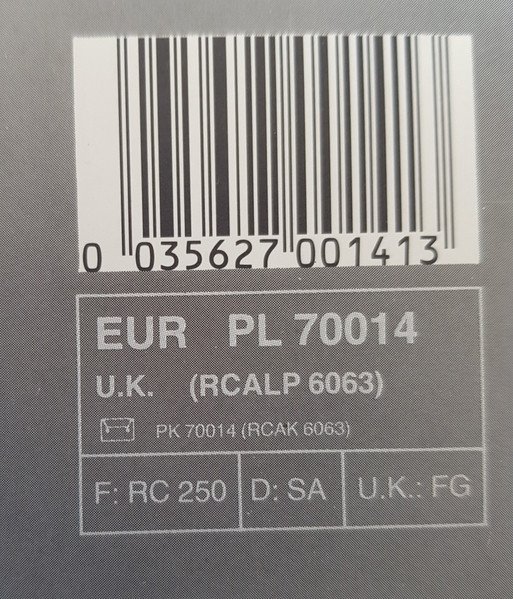 0 035627 001413
EUR PL 70014
U.K. (RCALP 6063)
PK 70014 (RCAK 6063)
F: RC 250 D: SA U.K.: FG